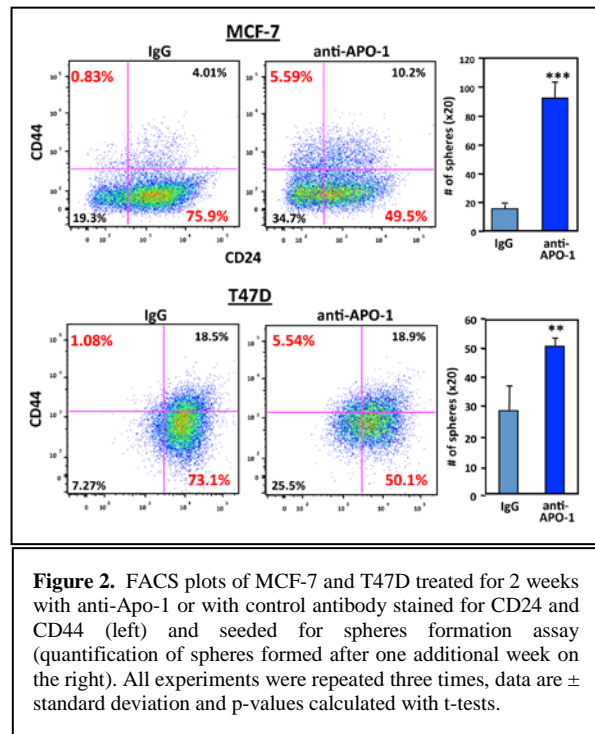 MCF-7
IgG
anti-APO-1
0.83%
4.01%
5.59%
10.2%
CD44
19.3%
75.9%
34.7%
49.5%
CD24
# of spheres (x20)
120
100
80
60
40
20
0
***
IgG
anti-
APO-1
T47D
IgG
anti-APO-1
1.08%
18.5%
5.54%
18.9%
CD44
7.27%
73.1%
25.5%
50.1%
# of spheres (x20)
60
50
40
30
20
10
0
**
IgG
anti-
APO-1
Figure 2. FACS plots of MCF-7 and T47D treated for 2 weeks
with anti-Apo-1 or with control antibody stained for CD24 and
CD44 (left) and seeded for spheres formation assay
(quantification of spheres formed after one additional week on
the right). All experiments were repeated three times, data are ±
standard deviation and p-values calculated with t-tests.